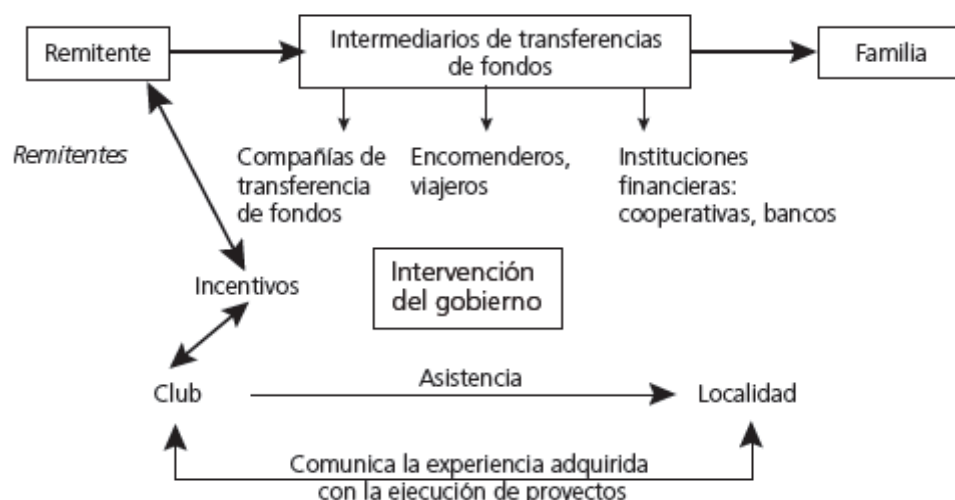 Remitente
Intermediarios de transferencias
de fondos
Familia
Remitentes
Compañías de
transferencia
de fondos
Encomenderos,
viajeros
Instituciones
financieras:
cooperativas, bancos
Incentivos
Intervención
del gobierno
Club
Asistencia
Localidad
Comunica la experiencia adquirida
con la ejecución de proyectos